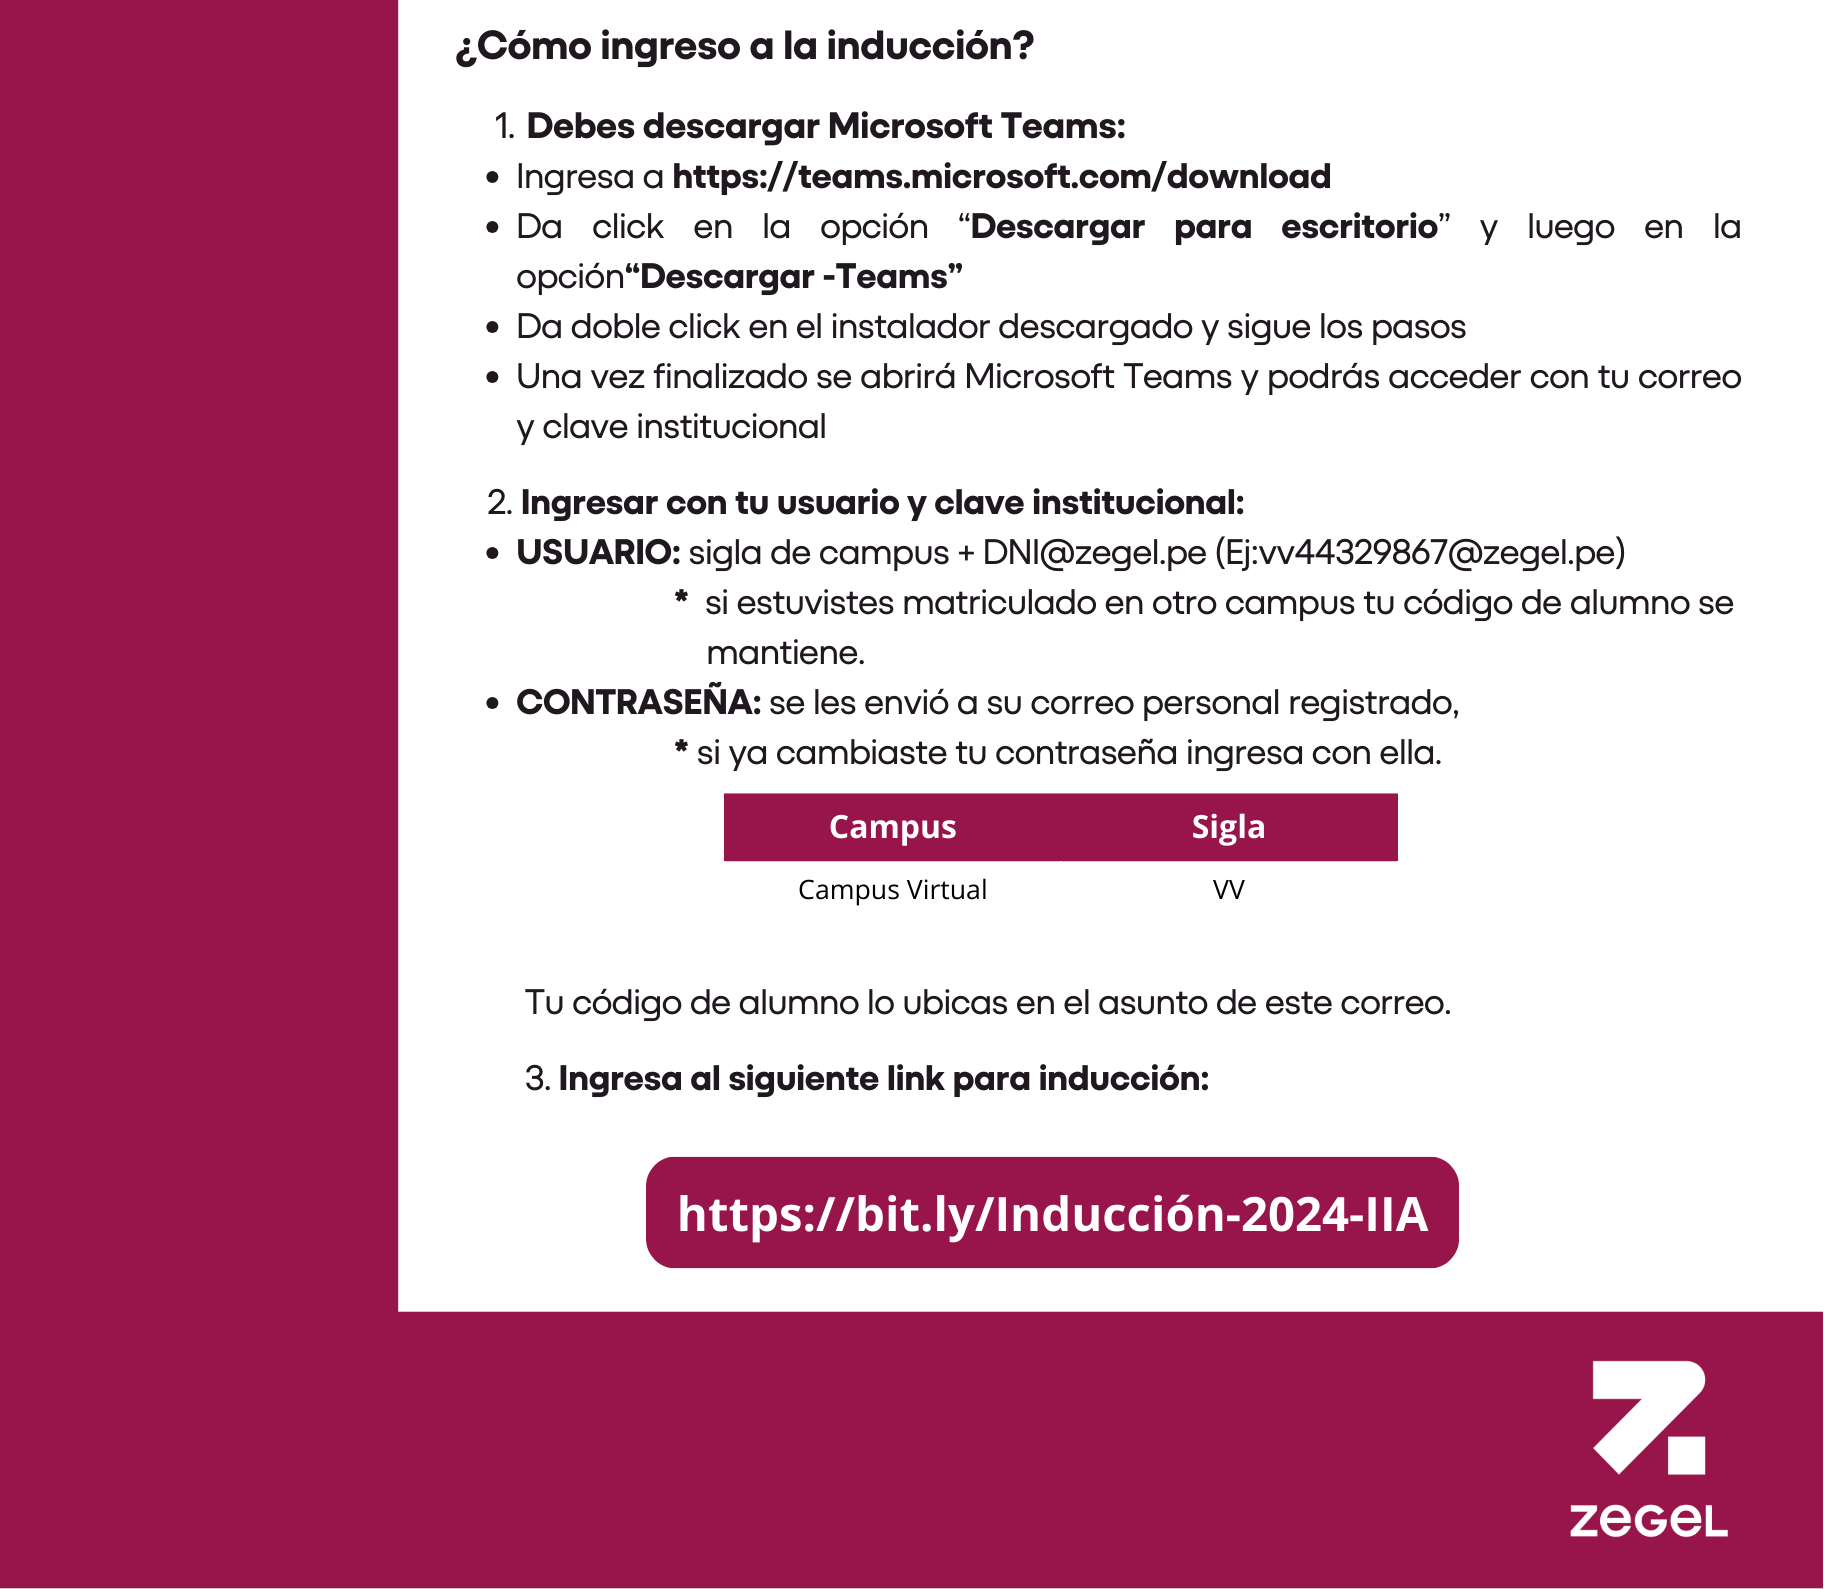 ¿Cómo ingreso a la inducción?
1. Debes descargar Microsoft Teams:
• Ingresa a https://teams.microsoft.com/download
• Da click en la opción “Descargar para escritorio” y luego en la
opción“Descargar -Teams”
• Da doble click en el instalador descargado y sigue los pasos
• Una vez finalizado se abrirá Microsoft Teams y podrás acceder con tu correo
y clave institucional
2. Ingresar con tu usuario y clave institucional:
• USUARIO: sigla de campus + DNI@zegel.pe (Ej:vv44329867@zegel.pe)
* si estuvistes matriculado en otro campus tu código de alumno se
mantiene.
• CONTRASEÑA: se les envió a su correo personal registrado,
* si ya cambiaste tu contraseña ingresa con ella.
Campus Sigla
Campus Virtual VV
Tu código de alumno lo ubicas en el asunto de este correo.
3. Ingresa al siguiente link para inducción:
https://bit.ly/Inducción-2024-IIA
ZEGEL